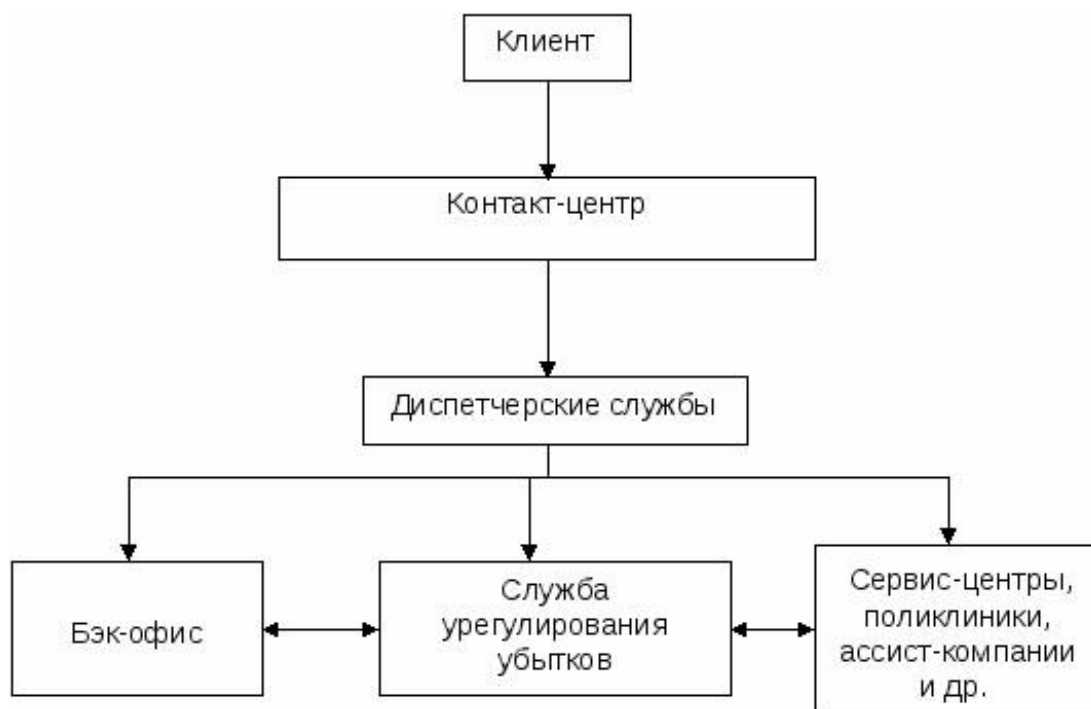 Клиент
Контакт-центр
Диспетчерские службы
Бэк-офис
Служба
урегулирования
убытков
Сервис-центры,
поликлиники,
ассист-компании
и др.